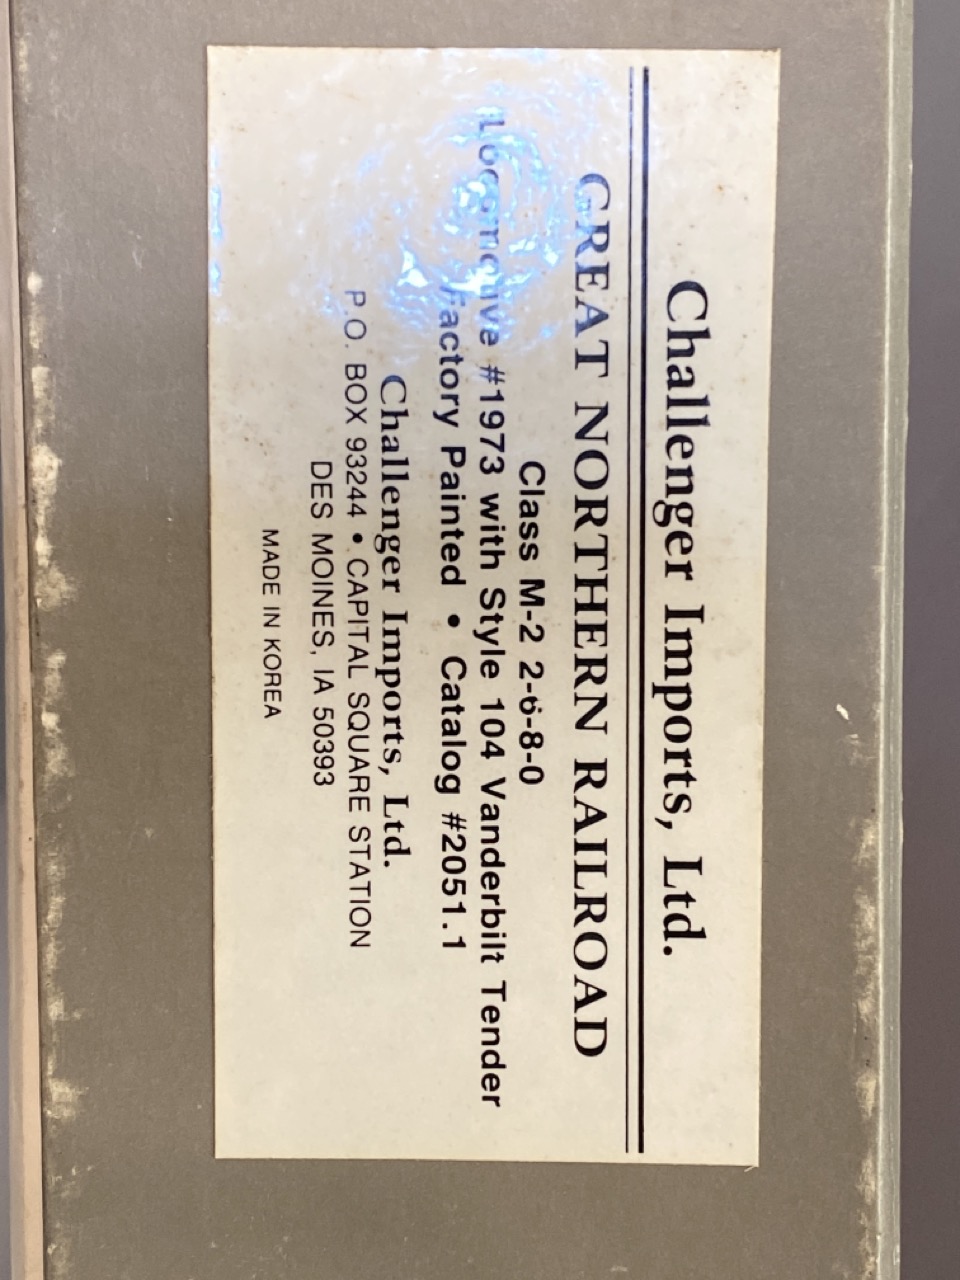 Challenger Imports, Ltd.
GREAT NORTHERN RAILROAD
Class M-2 2-6-8-0
Locomotive #1973 with Style 104 Vanderbilt Tender
Factory Painted • Catalog #2051.1
Challenger Imports, Ltd.
P.O. BOX 93244 • CAPITAL SQUARE STATION
DES MOINES, IA 50393
MADE IN KOREA